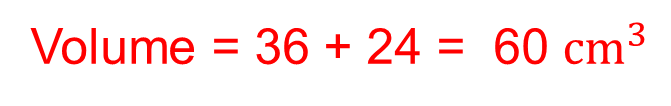 Volume = 36 + 24 = 60 cm³